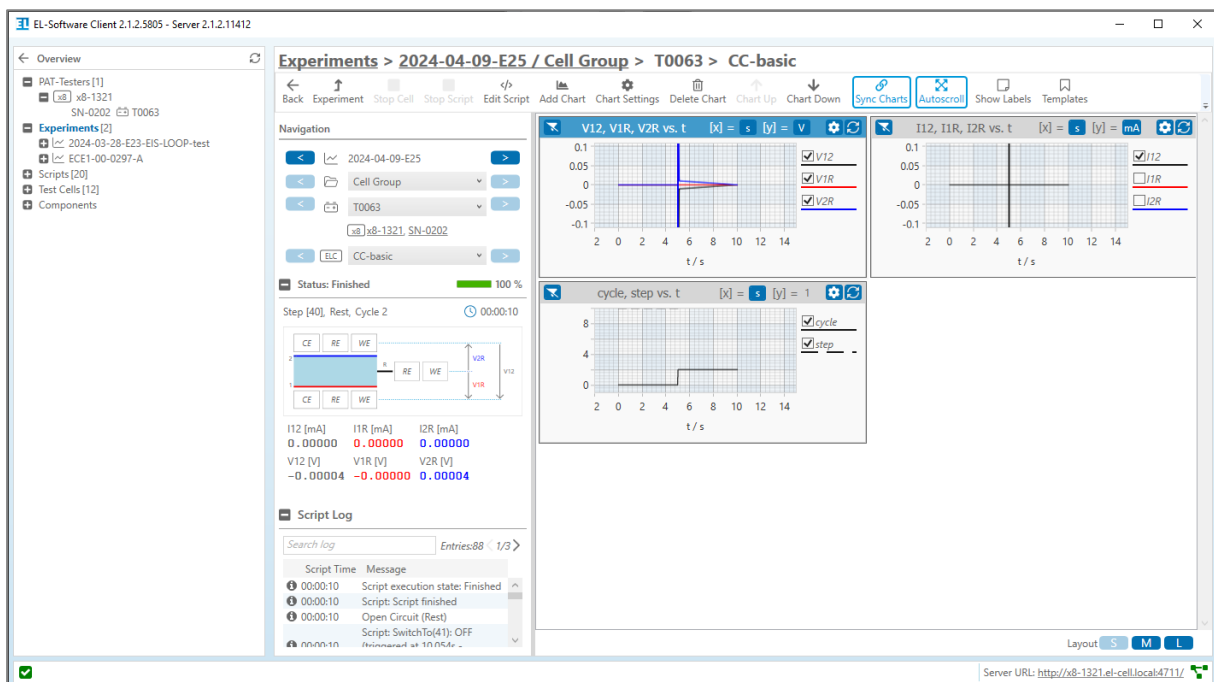 EL-Software Client 2.1.2.5805 - Server 2.1.2.11412
Overview
PAT-Testers [1]
x8 x8-1321
SN-0202 T0063
Experiments [2]
2024-03-28-E23-EIS-LOOP-test
ECE1-00-0297-A
Scripts [20]
Test Cells [12]
Components
Experiments > 2024-04-09-E25 / Cell Group > T0063 > CC-basic
Back Experiment Stop Cell Stop Script Edit Script Add Chart Chart Settings Delete Chart Chart Up Chart Down Sync Charts Autoscroll Show Labels Templates
Navigation
< 2024-04-09-E25 >
< Cell Group >
< T0063 >
x8 x8-1321, SN-0202
< ELC CC-basic >
Status: Finished 100 %
Step [40], Rest, Cycle 2 00:00:10
CE RE WE
2
V2R
R RE WE V12
V1R
1
CE RE WE
I12 [mA] I1R [mA] I2R [mA]
0.00000 0.00000 0.00000
V12 [V] V1R [V] V2R [V]
-0.00004 -0.00000 0.00004
Script Log
Search log Entries:88 < 1/3 >
Script Time Message
00:00:10 Script execution state: Finished
00:00:10 Script: Script finished
00:00:10 Open Circuit (Rest)
Script: SwitchTo(41): OFF
00:00:10 (triggered at 10.054s -
V12, V1R, V2R vs. t [x] = s [y] = V
0.1
0.05
0
-0.05
-0.1
2 0 2 4 6 8 10 12 14
t / s
V12
V1R
V2R
I12, I1R, I2R vs. t [x] = s [y] = mA
0.1
0.05
0
-0.05
-0.1
2 0 2 4 6 8 10 12 14
t / s
I12
I1R
I2R
cycle, step vs. t [x] = s [y] = 1
8
4
0
2 0 2 4 6 8 10 12 14
t / s
cycle
step
Layout S M L
Server URL: http://x8-1321.el-cell.local:4711/